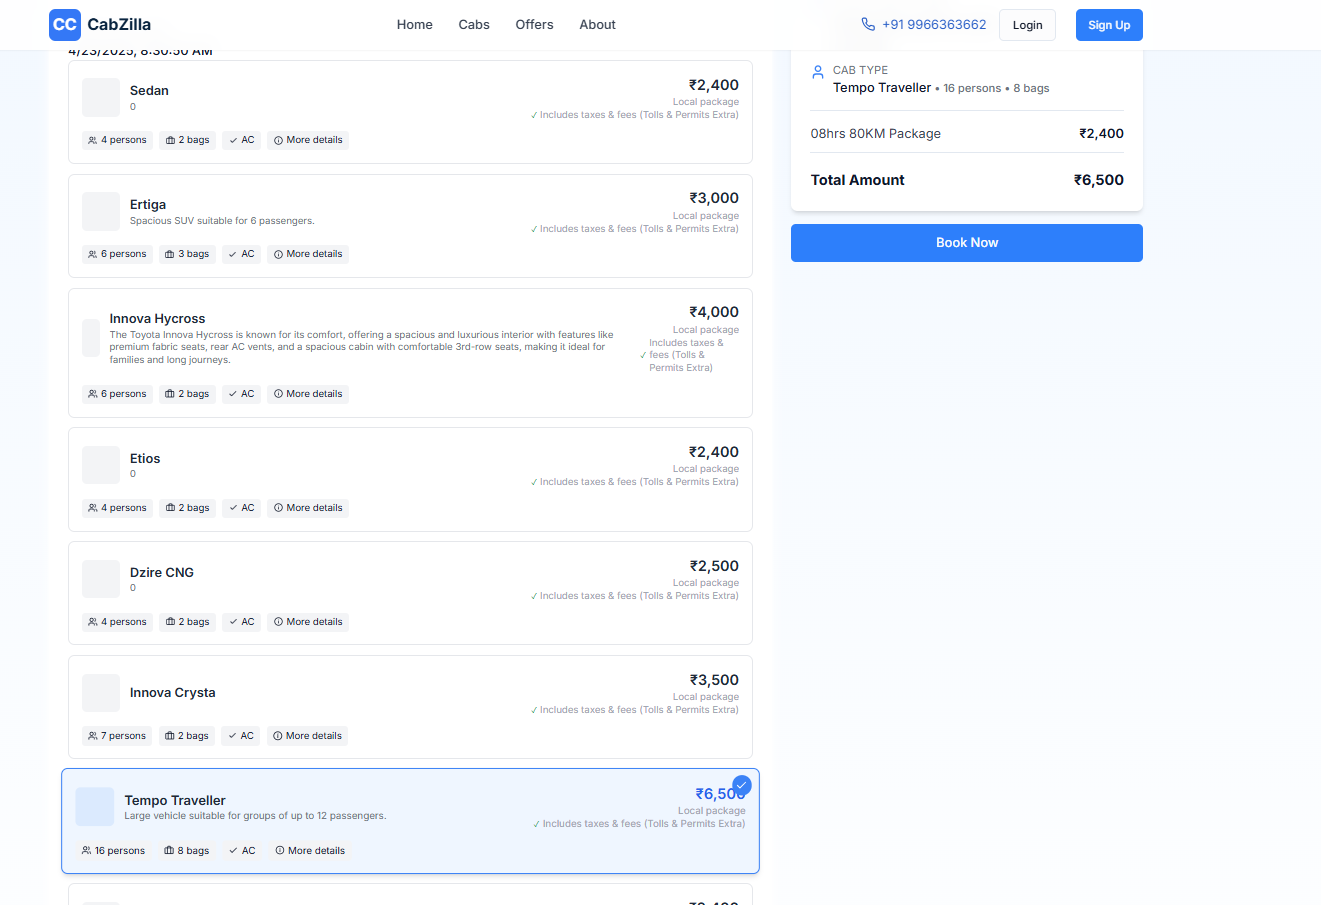 CC CabZilla
Home Cabs Offers About
+91 9966363662 Login Sign Up
4/23/2025, 8:30:50 AM
Sedan
0
₹2,400
Local package
✓ Includes taxes & fees (Tolls & Permits Extra)
4 persons 2 bags AC More details
Ertiga
Spacious SUV suitable for 6 passengers.
₹3,000
Local package
✓ Includes taxes & fees (Tolls & Permits Extra)
6 persons 3 bags AC More details
Innova Hycross
The Toyota Innova Hycross is known for its comfort, offering a spacious and luxurious interior with features like
premium fabric seats, rear AC vents, and a spacious cabin with comfortable 3rd-row seats, making it ideal for
families and long journeys.
₹4,000
Local package
Includes taxes &
✓ fees (Tolls &
Permits Extra)
6 persons 2 bags AC More details
Etios
0
₹2,400
Local package
✓ Includes taxes & fees (Tolls & Permits Extra)
4 persons 2 bags AC More details
Dzire CNG
0
₹2,500
Local package
✓ Includes taxes & fees (Tolls & Permits Extra)
4 persons 2 bags AC More details
Innova Crysta
₹3,500
Local package
✓ Includes taxes & fees (Tolls & Permits Extra)
7 persons 2 bags AC More details
Tempo Traveller
Large vehicle suitable for groups of up to 12 passengers.
₹6,500
Local package
✓ Includes taxes & fees (Tolls & Permits Extra)
16 persons 8 bags AC More details
CAB TYPE
Tempo Traveller • 16 persons • 8 bags
08hrs 80KM Package ₹2,400
Total Amount ₹6,500
Book Now